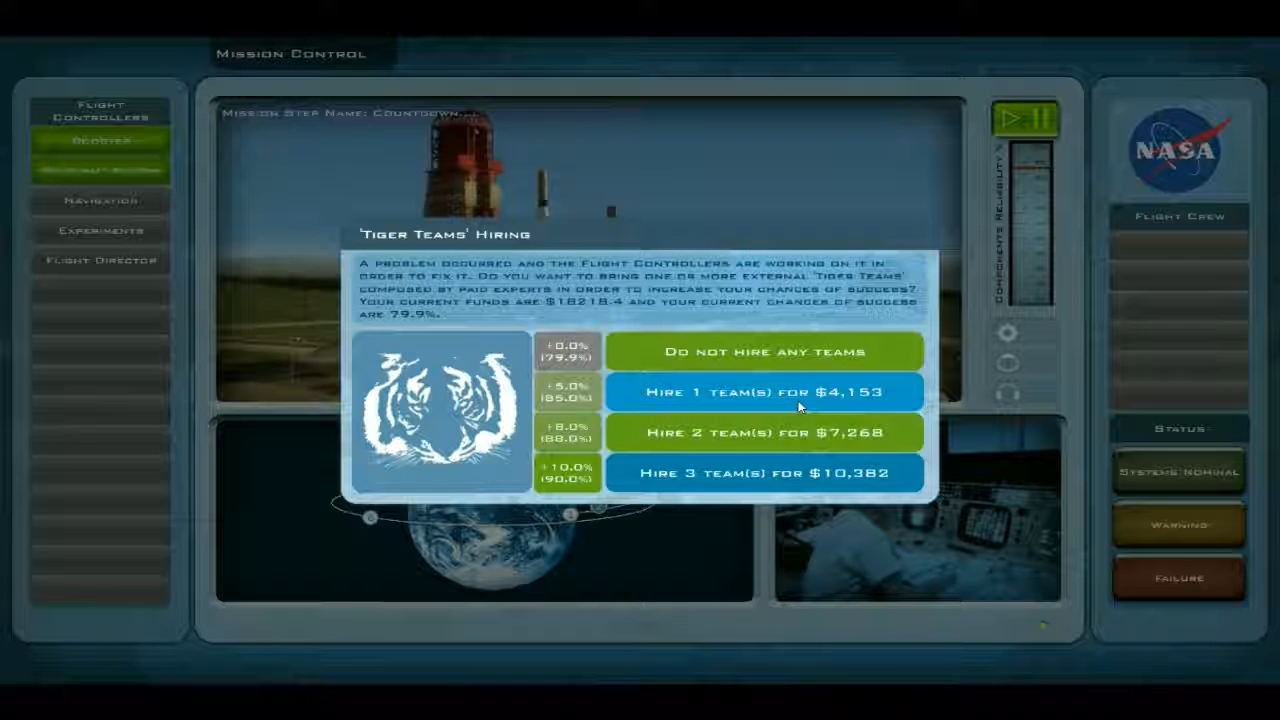 Mission Control
Flight
Controllers
Booster
Navigation
Experiments
Flight Director
Mission Step Name: Countdown...
Components Reliability %
NASA
Flight Crew
'Tiger Teams' Hiring
A problem occurred and the Flight Controllers are working on it in
order to fix it. Do you want to bring one or more external 'Tiger Teams'
composed by paid experts in order to increase your chances of success?
Your current funds are $18218.4 and your current chances of success
are 79.9%.
+0.0%
(79.9%)
Do not hire any teams
+5.0%
(85.0%)
Hire 1 team(s) for $4,153
+8.0%
(88.0%)
Hire 2 team(s) for $7,268
+10.0%
(90.0%)
Hire 3 team(s) for $10,382
Status
Systems Nominal
Warning
Failure